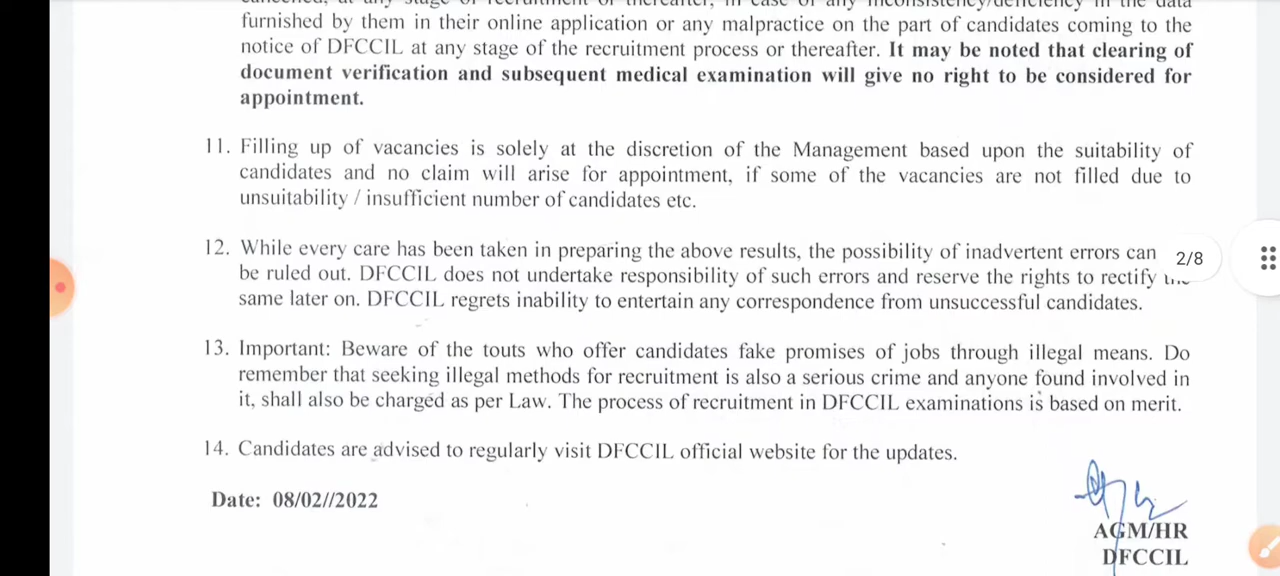 furnished by them in their online application or any malpractice on the part of candidates coming to the
notice of DFCCIL at any stage of the recruitment process or thereafter. It may be noted that clearing of
document verification and subsequent medical examination will give no right to be considered for
appointment.
11. Filling up of vacancies is solely at the discretion of the Management based upon the suitability of
candidates and no claim will arise for appointment, if some of the vacancies are not filled due to
unsuitability / insufficient number of candidates etc.
12. While every care has been taken in preparing the above results, the possibility of inadvertent errors can
2/8
be ruled out. DFCCIL does not undertake responsibility of such errors and reserve the rights to rectify
same later on. DFCCIL regrets inability to entertain any correspondence from unsuccessful candidates.
13. Important: Beware of the touts who offer candidates fake promises of jobs through illegal means. Do
remember that seeking illegal methods for recruitment is also a serious crime and anyone found involved in
it, shall also be charged as per Law. The process of recruitment in DFCCIL examinations is based on merit.
14. Candidates are advised to regularly visit DFCCIL official website for the updates.
Date: 08/02//2022
AGM/HR
DFCCIL